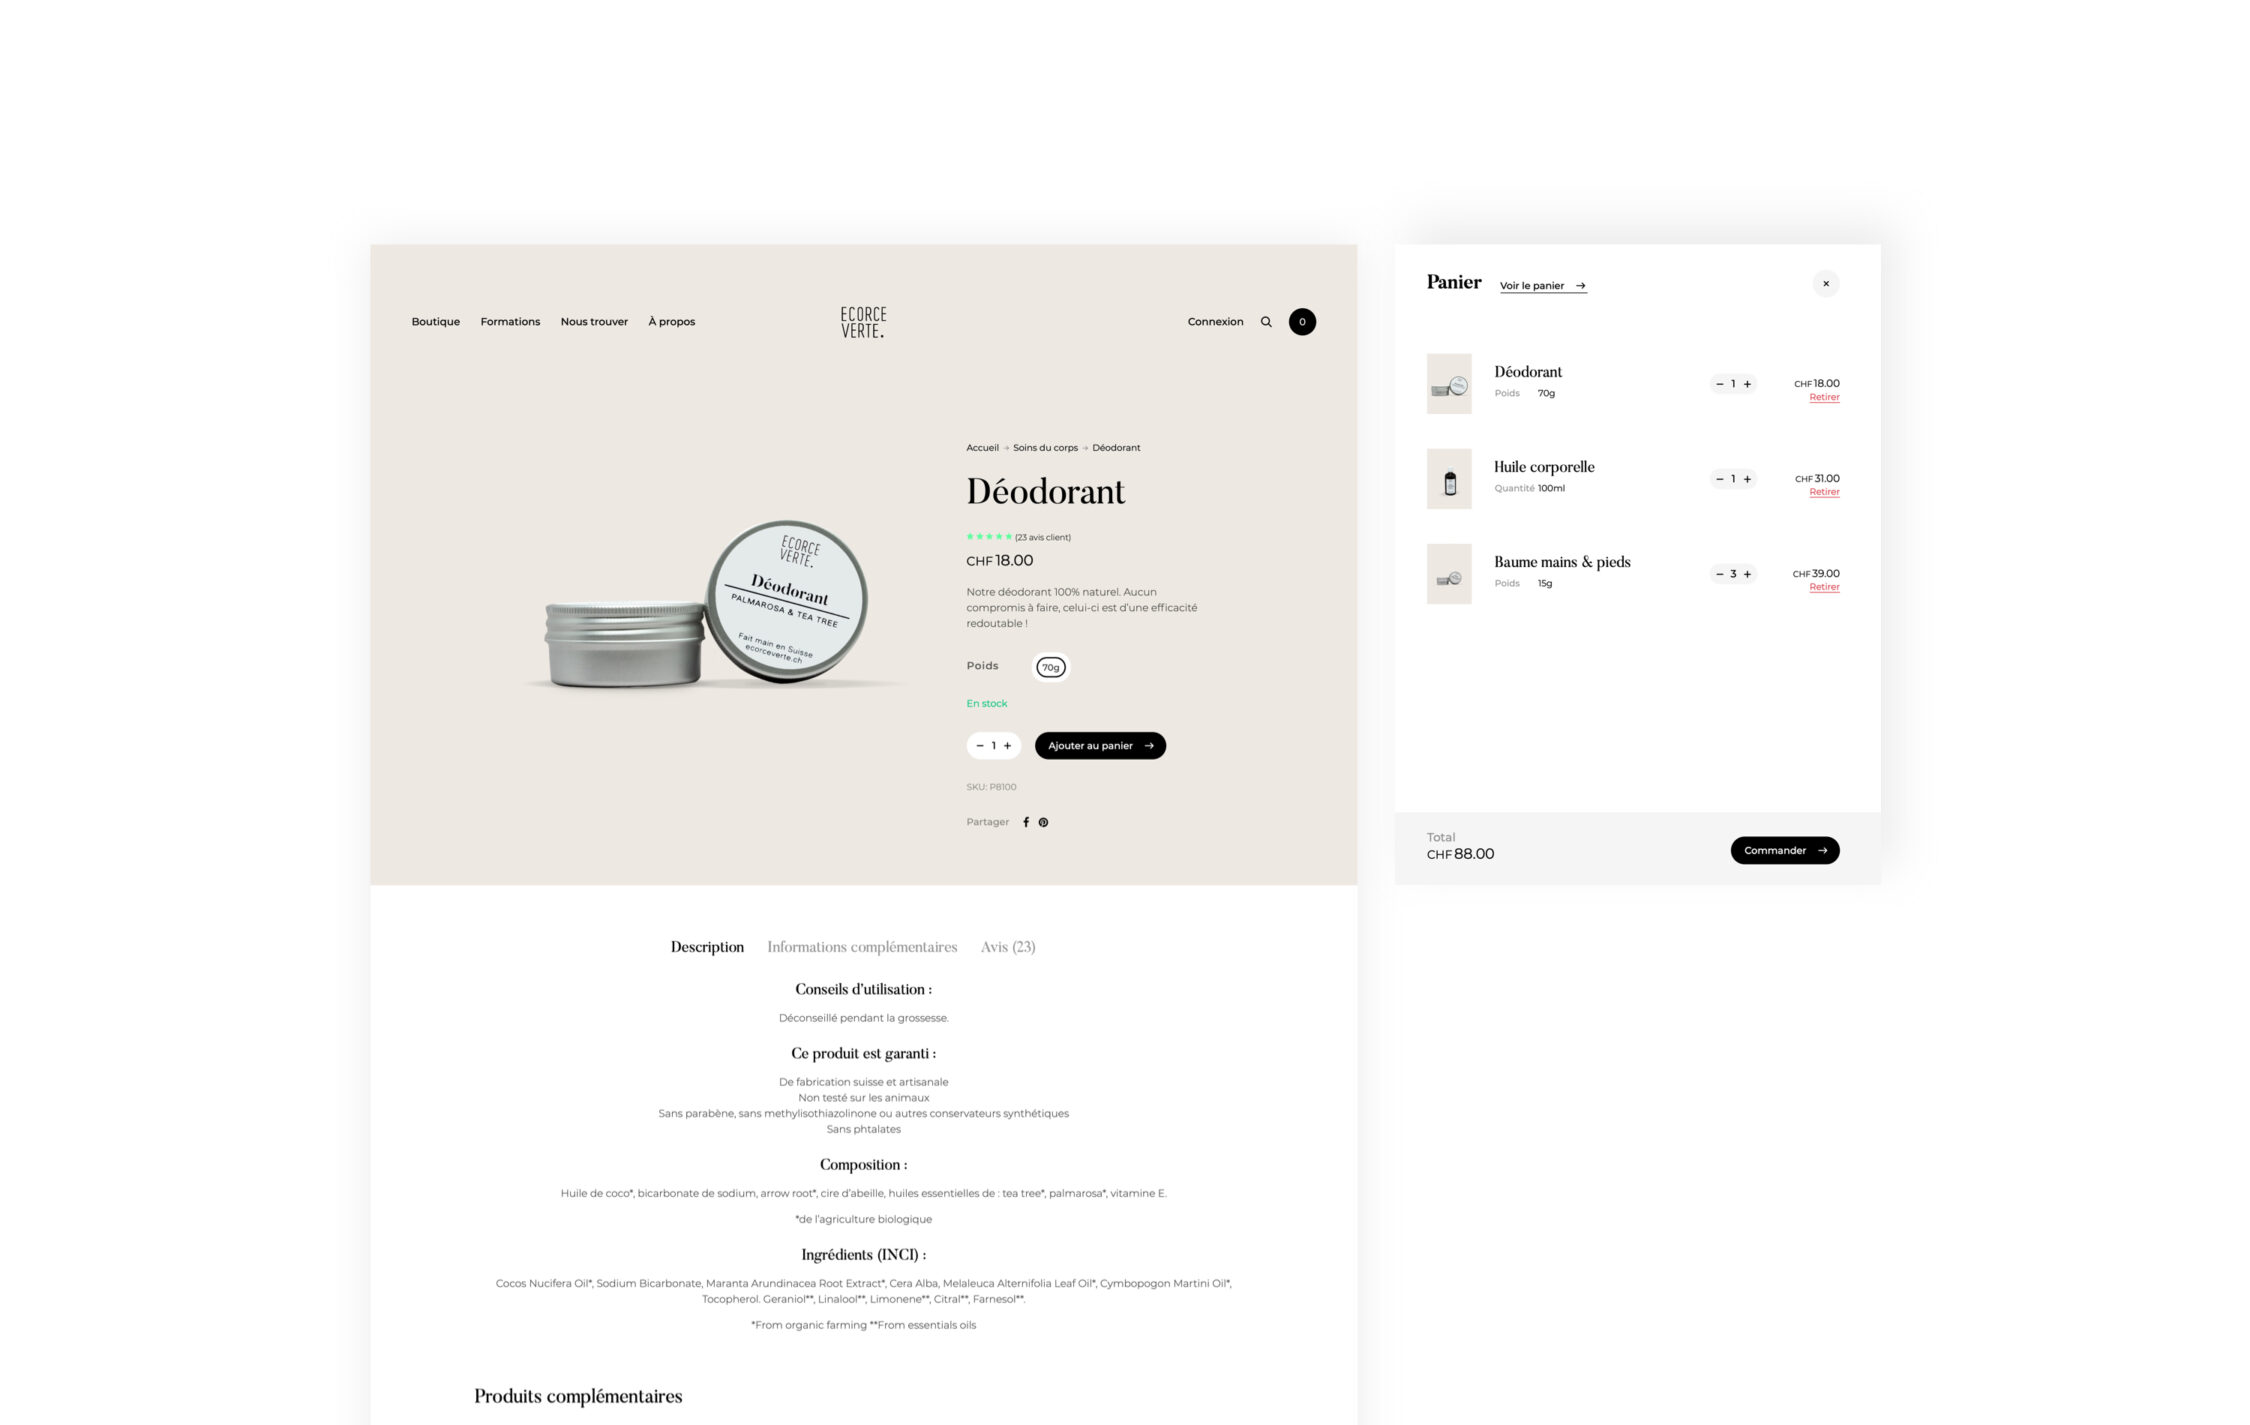 Boutique Formations Nous trouver À propos
ECORCE
VERTE.
Connexion 0
Accueil → Soins du corps → Déodorant
Déodorant
(23 avis client)
CHF 18.00
Notre déodorant 100% naturel. Aucun
compromis à faire, celui-ci est d'une efficacité
redoutable !
Poids 70g
En stock
− 1 + Ajouter au panier →
SKU: P8100
Partager
ECORCE
VERTE.
Déodorant
PALMAROSA & TEA TREE
Fait main en Suisse
ecorceverte.ch
Description Informations complémentaires Avis (23)
Conseils d'utilisation :
Déconseillé pendant la grossesse.
Ce produit est garanti :
De fabrication suisse et artisanale
Non testé sur les animaux
Sans parabène, sans methylisothiazolinone ou autres conservateurs synthétiques
Sans phtalates
Composition :
Huile de coco*, bicarbonate de sodium, arrow root*, cire d'abeille, huiles essentielles de : tea tree*, palmarosa*, vitamine E.
*de l'agriculture biologique
Ingrédients (INCI) :
Cocos Nucifera Oil*, Sodium Bicarbonate, Maranta Arundinacea Root Extract*, Cera Alba, Melaleuca Alternifolia Leaf Oil*, Cymbopogon Martini Oil*,
Tocopherol. Geraniol**, Linalool**, Limonene**, Citral**, Farnesol**.
*From organic farming **From essentials oils
Produits complémentaires
Panier Voir le panier → ×
Déodorant
Poids 70g
− 1 +
CHF 18.00
Retirer
Huile corporelle
Quantité 100ml
− 1 +
CHF 31.00
Retirer
Baume mains & pieds
Poids 15g
− 3 +
CHF 39.00
Retirer
Total
CHF 88.00
Commander →